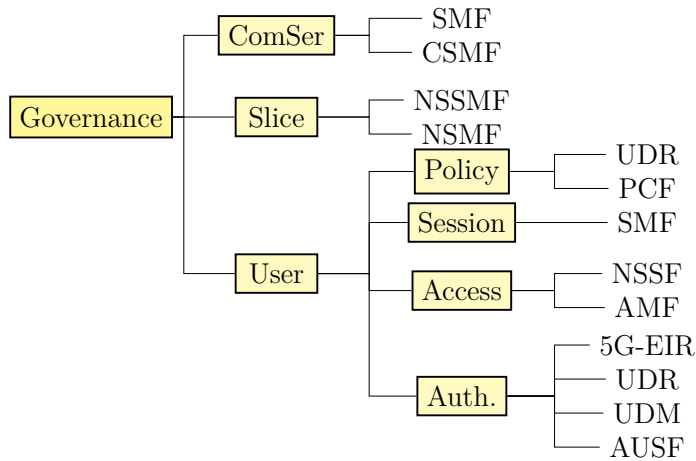 Governance
ComSer
SMF
CSMF
Slice
NSSMF
NSMF
User
Policy
UDR
PCF
Session
SMF
Access
NSSF
AMF
Auth.
5G-EIR
UDR
UDM
AUSF